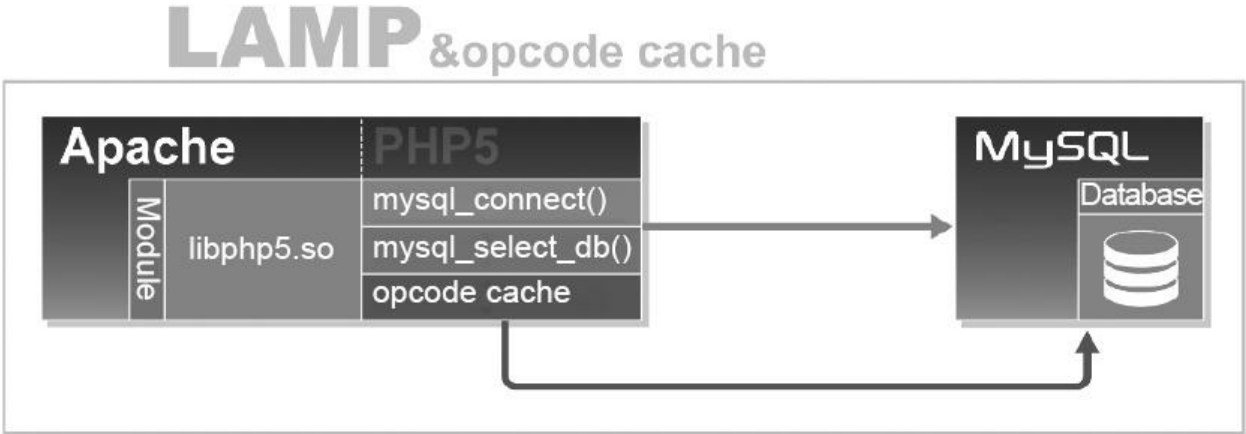 LAMP &opcode cache
Apache
PHP5
MySQL
Module
libphp5.so
mysql_connect()
mysql_select_db()
opcode cache
Database